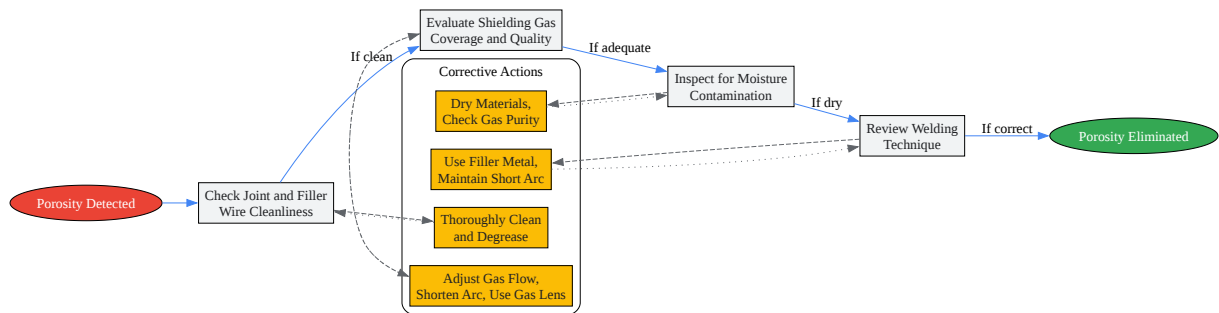 Porosity Detected
Check Joint and Filler
Wire Cleanliness
If clean
Evaluate Shielding Gas
Coverage and Quality
If adequate
Inspect for Moisture
Contamination
If dry
Review Welding
Technique
If correct
Porosity Eliminated
Corrective Actions
Dry Materials,
Check Gas Purity
Use Filler Metal,
Maintain Short Arc
Thoroughly Clean
and Degrease
Adjust Gas Flow,
Shorten Arc, Use Gas Lens